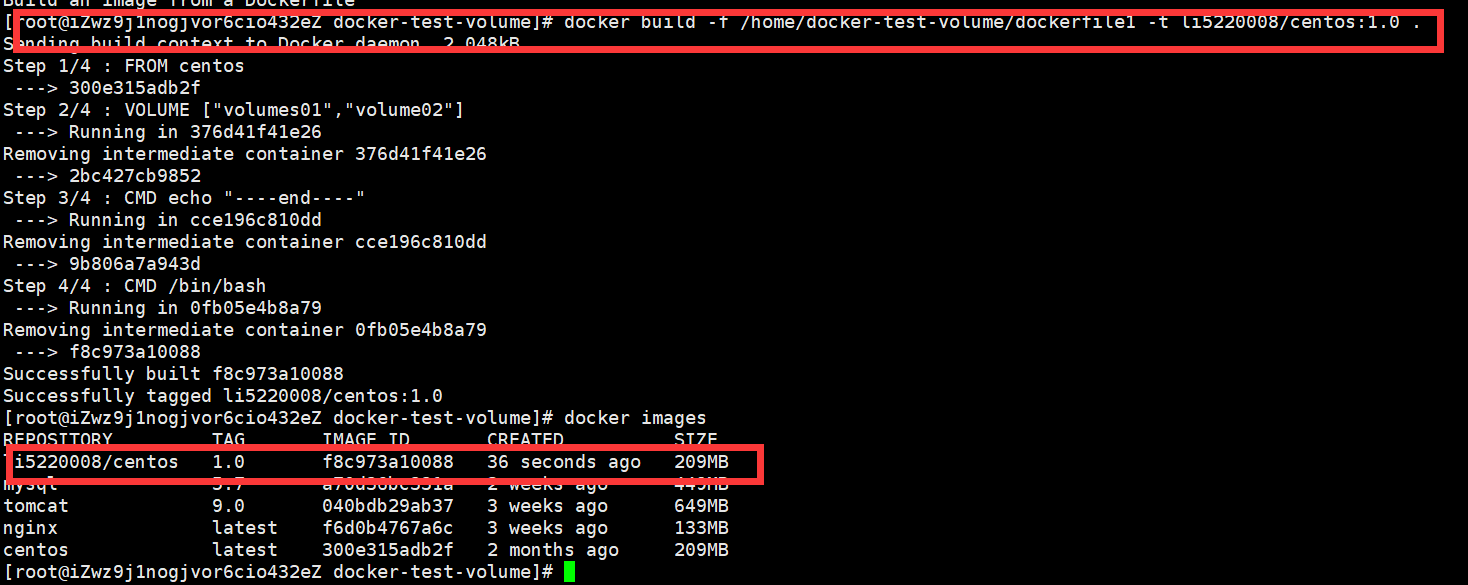 Build an image from a Dockerfile
[root@iZwz9j1nogjvor6cio432eZ docker-test-volume]# docker build -f /home/docker-test-volume/dockerfile1 -t li5220008/centos:1.0 .
Sending build context to Docker daemon  2.048kB
Step 1/4 : FROM centos
 ---> 300e315adb2f
Step 2/4 : VOLUME ["volumes01","volume02"]
 ---> Running in 376d41f41e26
Removing intermediate container 376d41f41e26
 ---> 2bc427cb9852
Step 3/4 : CMD echo "----end----"
 ---> Running in cce196c810dd
Removing intermediate container cce196c810dd
 ---> 9b806a7a943d
Step 4/4 : CMD /bin/bash
 ---> Running in 0fb05e4b8a79
Removing intermediate container 0fb05e4b8a79
 ---> f8c973a10088
Successfully built f8c973a10088
Successfully tagged li5220008/centos:1.0
[root@iZwz9j1nogjvor6cio432eZ docker-test-volume]# docker images
REPOSITORY TAG IMAGE ID CREATED SIZE
li5220008/centos 1.0 f8c973a10088 36 seconds ago 209MB
mysql 5.7 2 weeks ago 449MB
tomcat 9.0 040bdb29ab37 3 weeks ago 649MB
nginx latest f6d0b4767a6c 3 weeks ago 133MB
centos latest 300e315adb2f 2 months ago 209MB
[root@iZwz9j1nogjvor6cio432eZ docker-test-volume]#